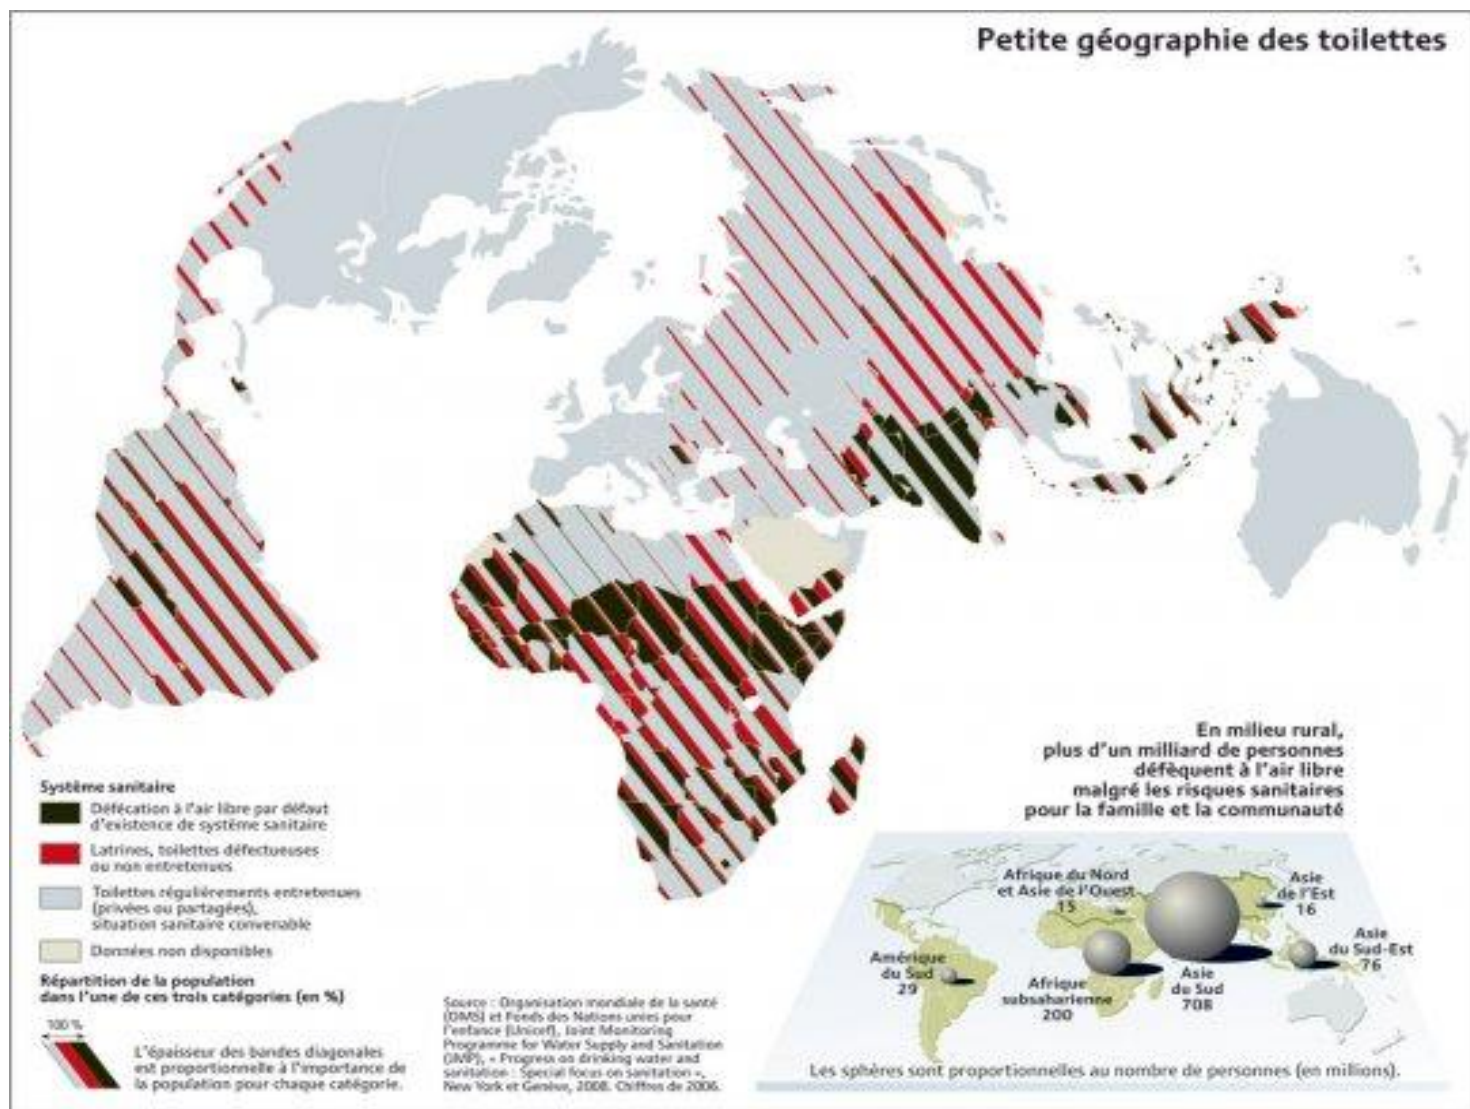 Petite géographie des toilettes
Système sanitaire
Défécation à l'air libre par défaut
d'existence de système sanitaire
Latrines, toilettes défectueuses
ou non entretenues
Toilettes régulièrements entretenues
(privées ou partagées),
situation sanitaire convenable
Données non disponibles
Répartition de la population
dans l'une de ces trois catégories (en %)
100 %
L'épaisseur des bandes diagonales
est proportionnelle à l'importance de
la population pour chaque catégorie.
Source : Organisation mondiale de la santé
(OMS) et Fonds des Nations unies pour
l'enfance (Unicef), Joint Monitoring
Programme for Water Supply and Sanitation
(JMP), « Progress on drinking water and
sanitation : Special focus on sanitation »,
New York et Genève, 2008. Chiffres de 2006.
En milieu rural,
plus d'un milliard de personnes
défèquent à l'air libre
malgré les risques sanitaires
pour la famille et la communauté
Afrique du Nord
et Asie de l'Ouest
15
Asie
de l'Est
16
Amérique
du Sud
29
Afrique
subsaharienne
200
Asie
du Sud
708
Asie
du Sud-Est
76
Les sphères sont proportionnelles au nombre de personnes (en millions).